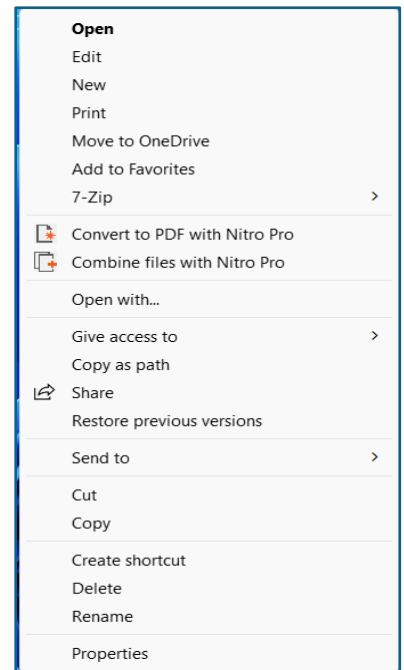 Open
Edit
New
Print
Move to OneDrive
Add to Favorites
7-Zip
Convert to PDF with Nitro Pro
Combine files with Nitro Pro
Open with...
Give access to
Copy as path
Share
Restore previous versions
Send to
Cut
Copy
Create shortcut
Delete
Rename
Properties